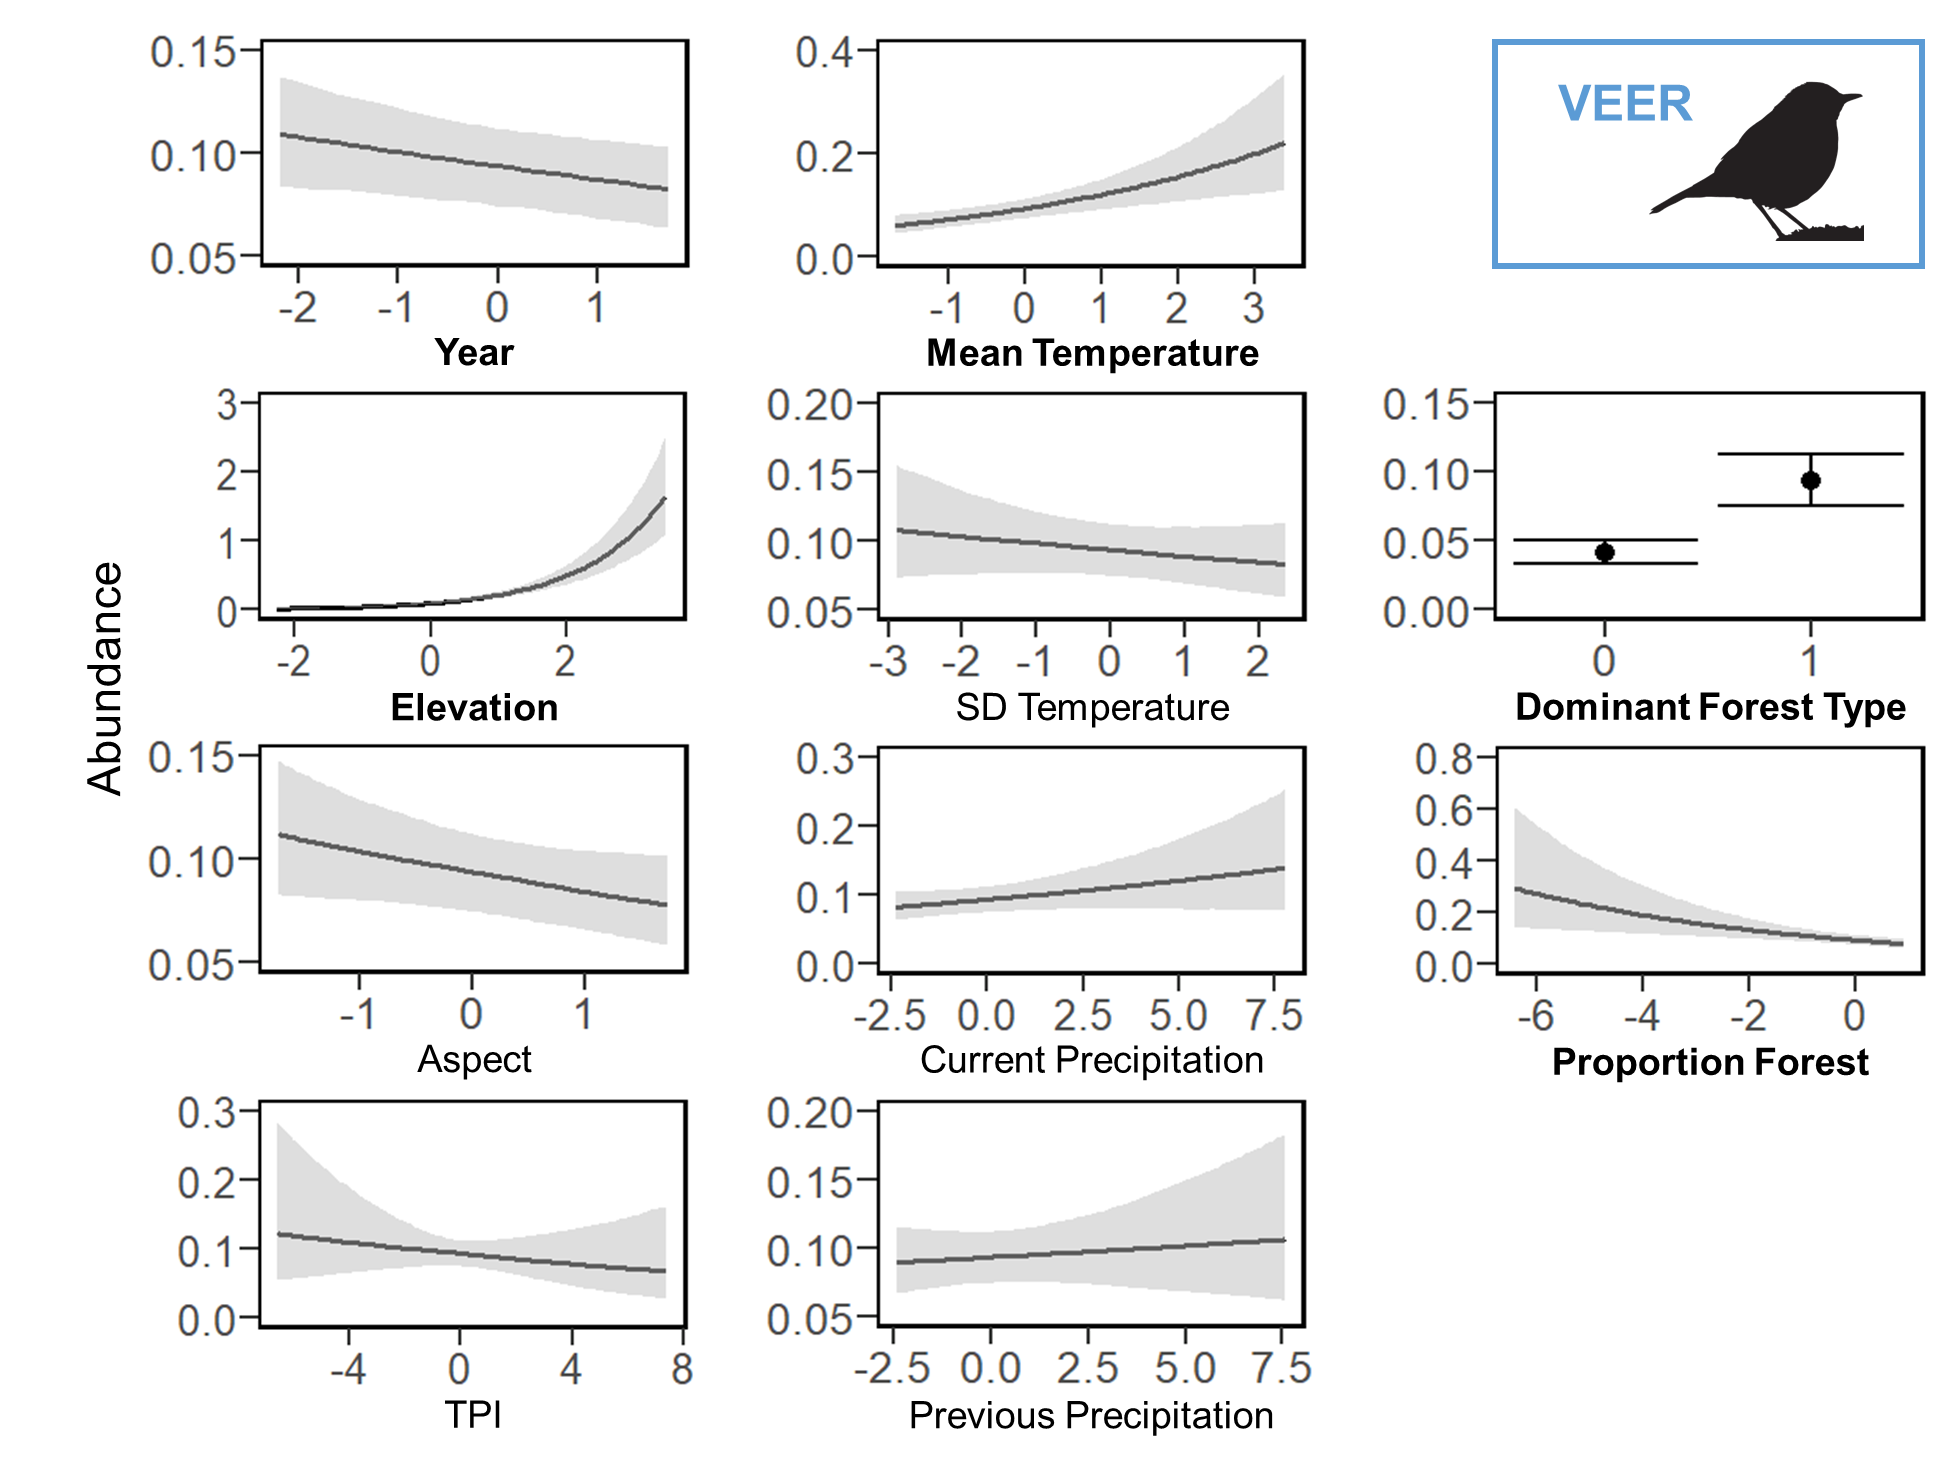 Abundance
0.15
0.10
0.05
-2 -1 0 1
Year
0.4
0.2
0.0
-1 0 1 2 3
Mean Temperature
VEER
3
2
1
0
-2 0 2
Elevation
0.20
0.15
0.10
0.05
-3 -2 -1 0 1 2
SD Temperature
0.15
0.10
0.05
0.00
0 1
Dominant Forest Type
0.15
0.10
0.05
-1 0 1
Aspect
0.3
0.2
0.1
0.0
-2.5 0.0 2.5 5.0 7.5
Current Precipitation
0.8
0.6
0.4
0.2
0.0
-6 -4 -2 0
Proportion Forest
0.3
0.2
0.1
0.0
-4 0 4 8
TPI
0.20
0.15
0.10
0.05
-2.5 0.0 2.5 5.0 7.5
Previous Precipitation